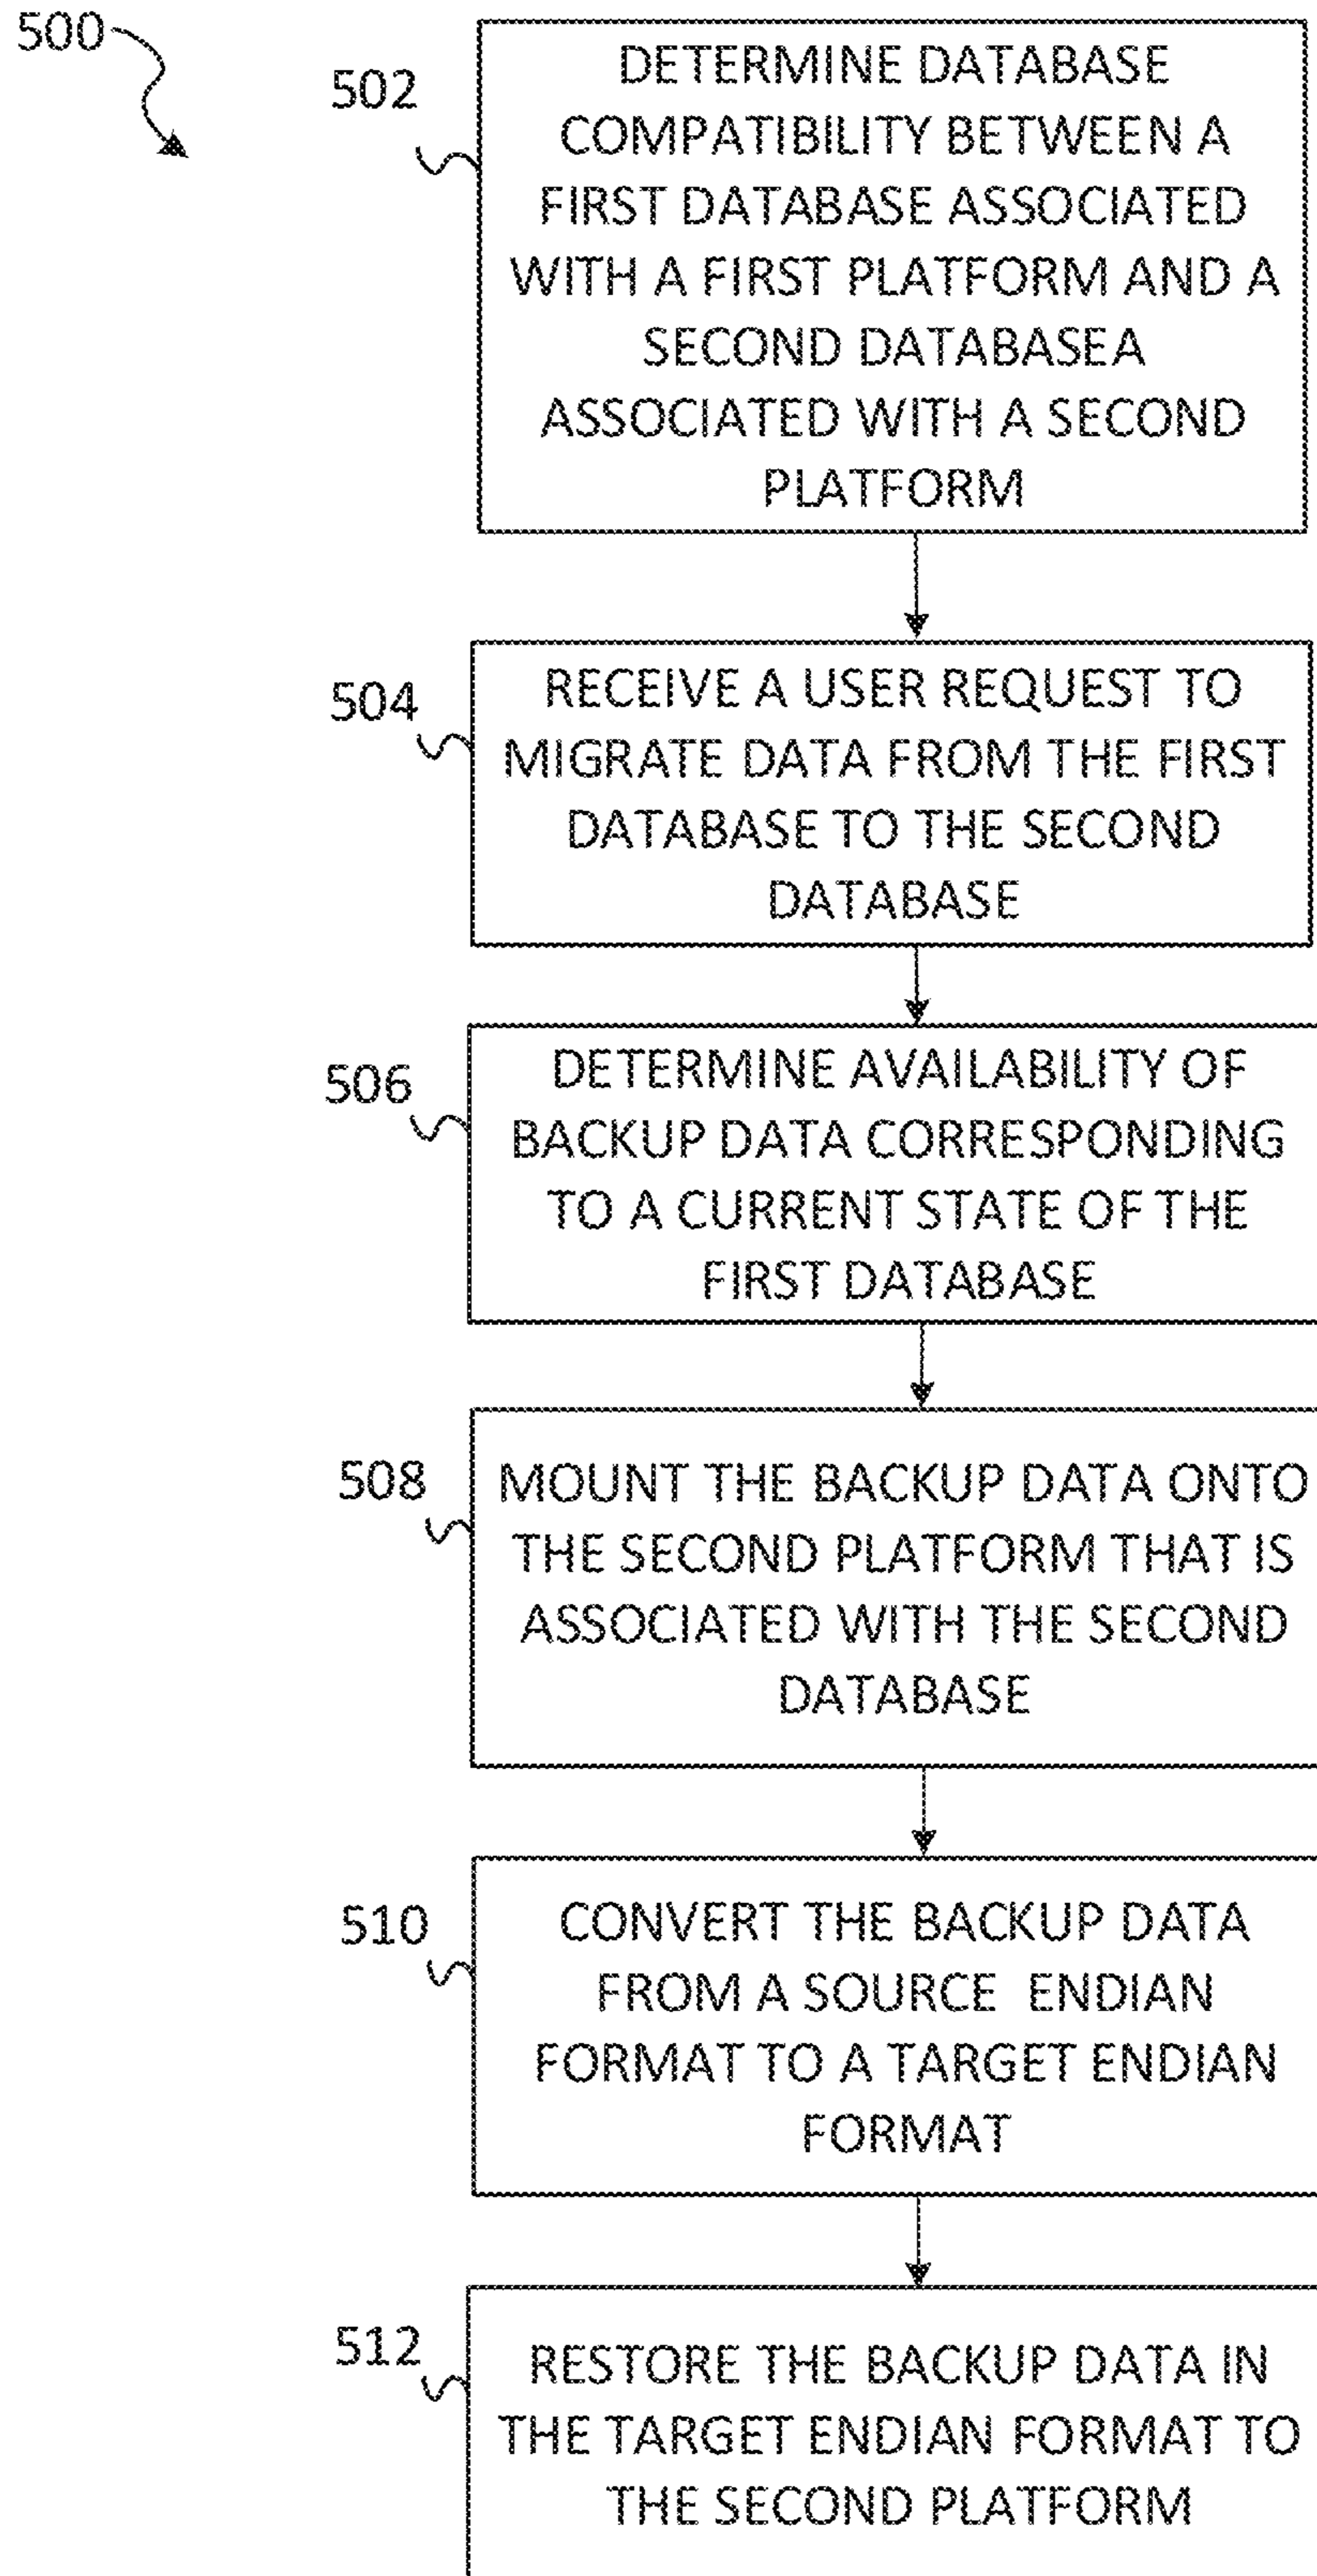 500
502
DETERMINE DATABASE
COMPATIBILITY BETWEEN A
FIRST DATABASE ASSOCIATED
WITH A FIRST PLATFORM AND A
SECOND DATABASEA
ASSOCIATED WITH A SECOND
PLATFORM
504
RECEIVE A USER REQUEST TO
MIGRATE DATA FROM THE FIRST
DATABASE TO THE SECOND
DATABASE
506
DETERMINE AVAILABILITY OF
BACKUP DATA CORRESPONDING
TO A CURRENT STATE OF THE
FIRST DATABASE
508
MOUNT THE BACKUP DATA ONTO
THE SECOND PLATFORM THAT IS
ASSOCIATED WITH THE SECOND
DATABASE
510
CONVERT THE BACKUP DATA
FROM A SOURCE ENDIAN
FORMAT TO A TARGET ENDIAN
FORMAT
512
RESTORE THE BACKUP DATA IN
THE TARGET ENDIAN FORMAT TO
THE SECOND PLATFORM